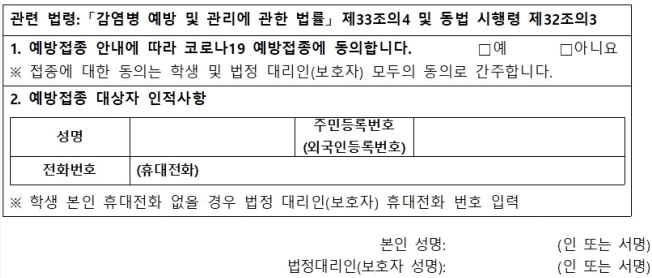 관련 법령:「감염병 예방 및 관리에 관한 법률」제33조의4 및 동법 시행령 제32조의3
1. 예방접종 안내에 따라 코로나19 예방접종에 동의합니다. □예 □아니요
※ 접종에 대한 동의는 학생 및 법정 대리인(보호자) 모두의 동의로 간주합니다.
2. 예방접종 대상자 인적사항
성명 주민등록번호
(외국인등록번호)
전화번호 (휴대전화)
※ 학생 본인 휴대전화 없을 경우 법정 대리인(보호자) 휴대전화 번호 입력
본인 성명: (인 또는 서명)
법정대리인(보호자 성명): (인 또는 서명)